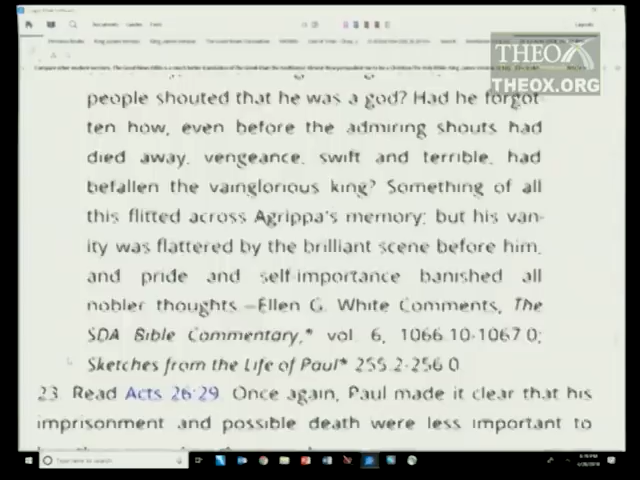 THEOX
THEOX.ORG
people shouted that he was a god? Had he forgot-
ten how, even before the admiring shouts had
died away, vengeance, swift and terrible, had
befallen the vainglorious king? Something of all
this flitted across Agrippa's memory; but his van-
ity was flattered by the brilliant scene before him,
and pride and self-importance banished all
nobler thoughts —Ellen G. White Comments, The
SDA Bible Commentary,* vol 6, 1066.10-1067.0;
Sketches from the Life of Paul* 255.2-256.0
23 Read Acts 26:29. Once again, Paul made it clear that his
imprisonment and possible death were less important to
Type here to search